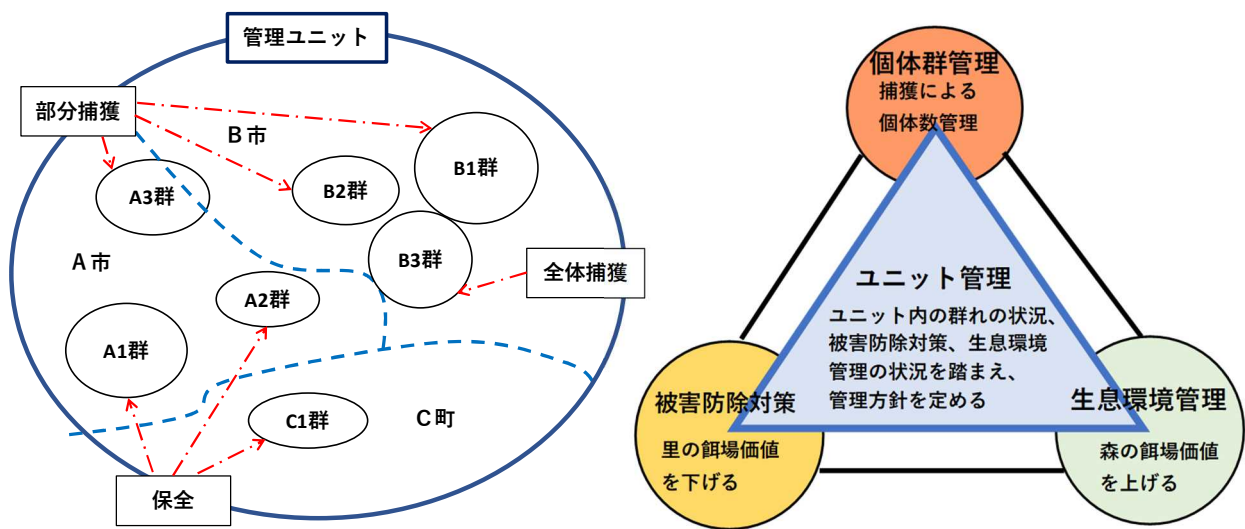 管理ユニット
部分捕獲
B市
B1群
B2群
A3群
B3群
A市
全体捕獲
A2群
A1群
C1群
C町
保全
個体群管理
捕獲による
個体数管理
ユニット管理
ユニット内の群れの状況、
被害防除対策、生息環境
管理の状況を踏まえ、
管理方針を定める
被害防除対策
里の餌場価値
を下げる
生息環境管理
森の餌場価値
を上げる